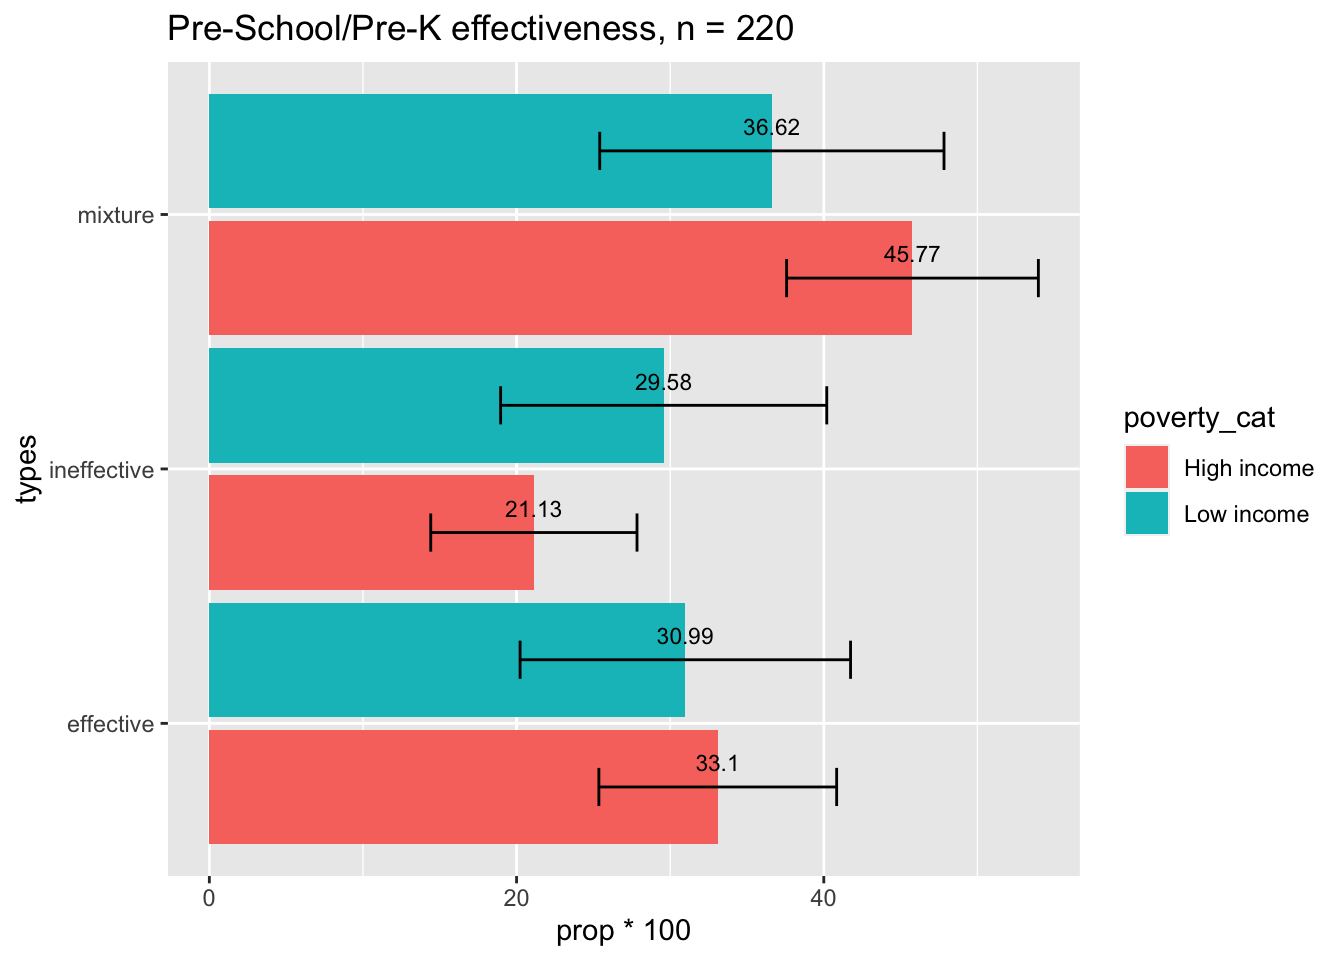 Pre-School/Pre-K effectiveness, n = 220
36.62
mixture
45.77
29.58
types
ineffective
21.13
30.99
effective
33.1
0 20 40
prop * 100
poverty_cat
High income
Low income